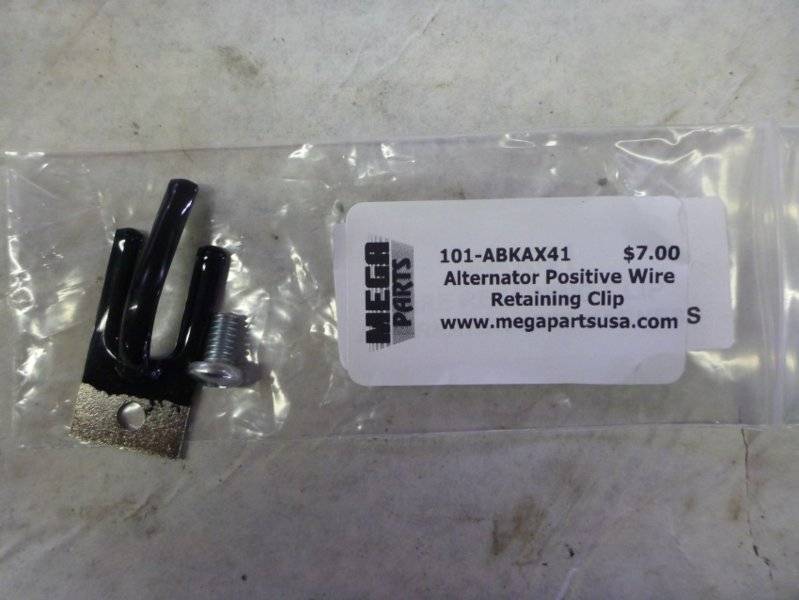 MEGA
PARTS
101-ABKAX41 $7.00
Alternator Positive Wire
Retaining Clip
www.megapartsusa.com
S